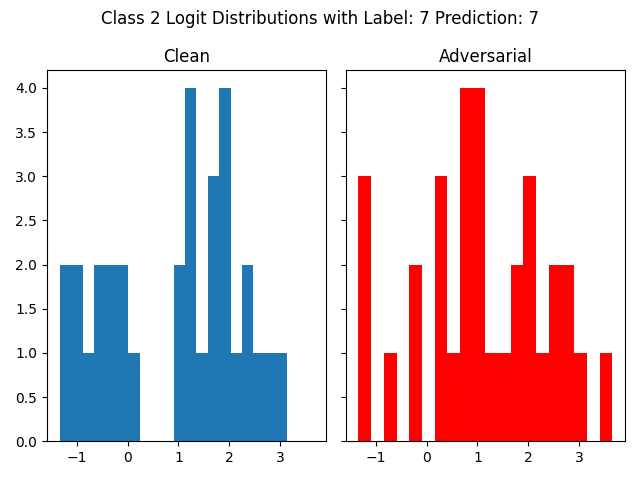 Class 2 Logit Distributions with Label: 7 Prediction: 7
Clean
Adversarial
4.0
3.5
3.0
2.5
2.0
1.5
1.0
0.5
0.0
−1 0 1 2 3
−1 0 1 2 3